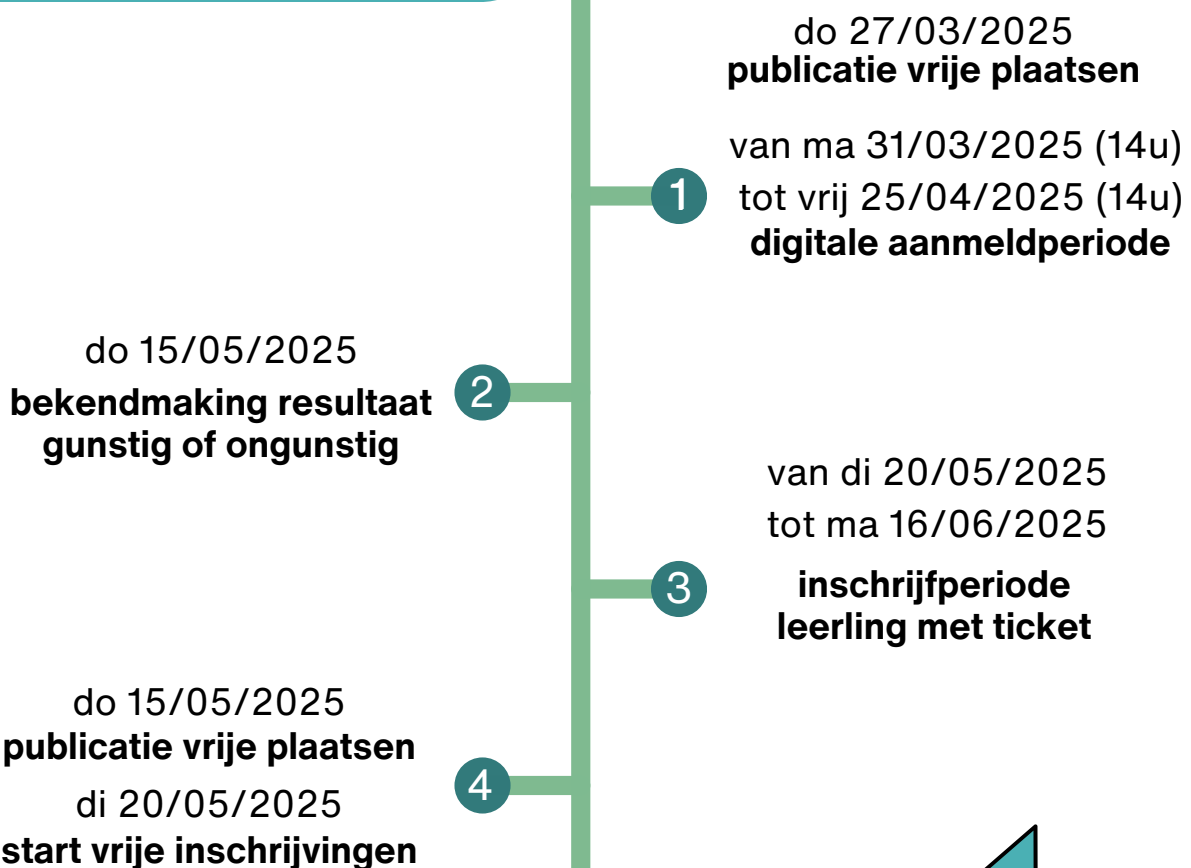 do 27/03/2025
publicatie vrije plaatsen
van ma 31/03/2025 (14u)
1
tot vrij 25/04/2025 (14u)
digitale aanmeldperiode
do 15/05/2025
bekendmaking resultaat
2
gunstig of ongunstig
van di 20/05/2025
tot ma 16/06/2025
3
inschrijfperiode
leerling met ticket
do 15/05/2025
publicatie vrije plaatsen
4
di 20/05/2025
start vrije inschrijvingen